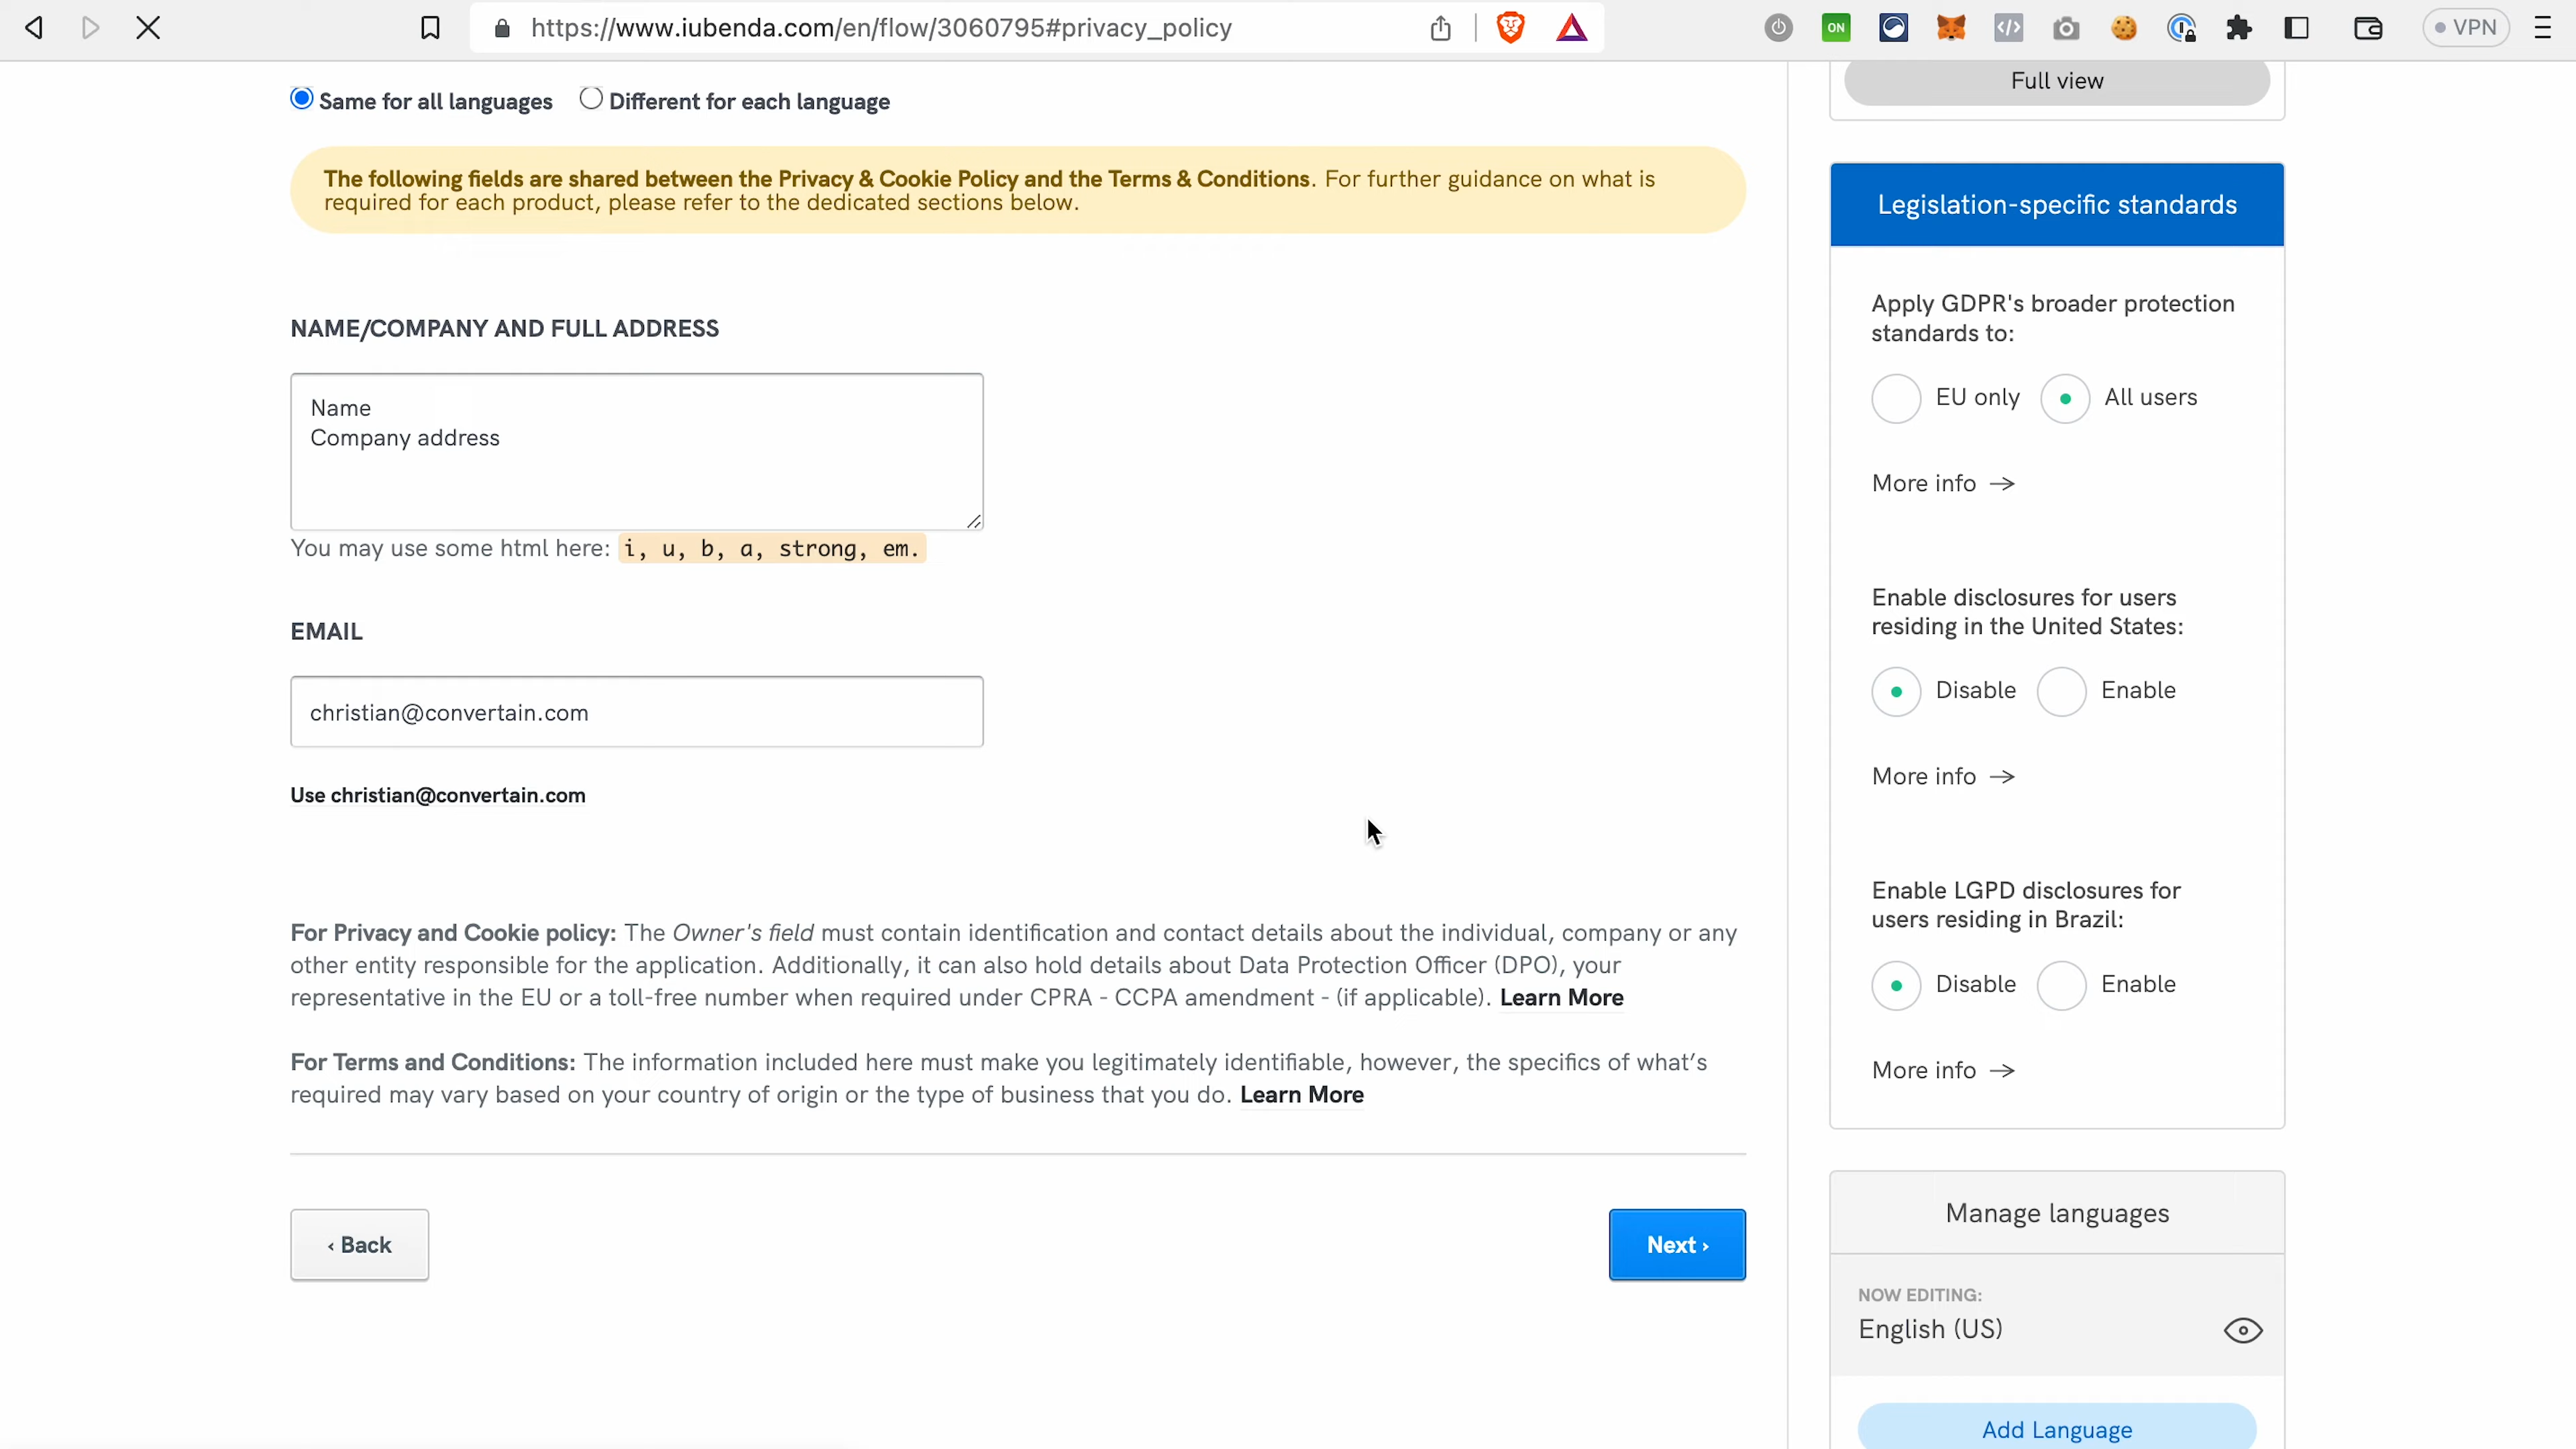 https://www.iubenda.com/en/flow/3060795#privacy_policy
ON
VPN
Same for all languages
Different for each language
The following fields are shared between the Privacy & Cookie Policy and the Terms & Conditions. For further guidance on what is
required for each product, please refer to the dedicated sections below.
NAME/COMPANY AND FULL ADDRESS
Name
Company address
You may use some html here: i, u, b, a, strong, em.
EMAIL
christian@convertain.com
Use christian@convertain.com
For Privacy and Cookie policy: The Owner's field must contain identification and contact details about the individual, company or any
other entity responsible for the application. Additionally, it can also hold details about Data Protection Officer (DPO), your
representative in the EU or a toll-free number when required under CPRA - CCPA amendment - (if applicable). Learn More
For Terms and Conditions: The information included here must make you legitimately identifiable, however, the specifics of what's
required may vary based on your country of origin or the type of business that you do. Learn More
‹ Back
Next ›
Full view
Legislation-specific standards
Apply GDPR's broader protection
standards to:
EU only
All users
More info →
Enable disclosures for users
residing in the United States:
Disable
Enable
More info →
Enable LGPD disclosures for
users residing in Brazil:
Disable
Enable
More info →
Manage languages
NOW EDITING:
English (US)
Add Language